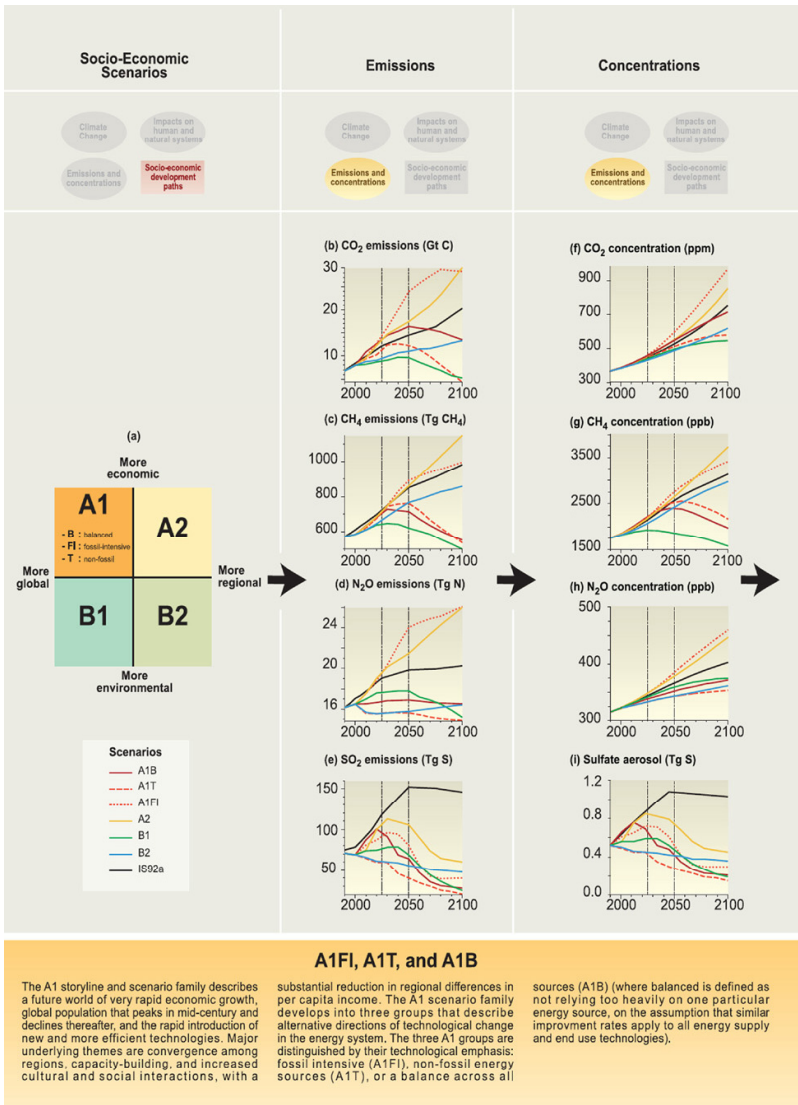 Socio-Economic
Scenarios
Emissions
Concentrations
Climate
Change
Impacts on
human and
natural systems
Emissions and
concentrations
Socio-economic
development
paths
Climate
Change
Impacts on
human and
natural systems
Emissions and
concentrations
Socio-economic
development
paths
Climate
Change
Impacts on
human and
natural systems
Emissions and
concentrations
Socio-economic
development
paths
(a)
More
economic
A1
- B : balanced
- FI : fossil-intensive
- T : non-fossil
A2
More
global
More
regional
B1
B2
More
environmental
Scenarios
A1B
A1T
A1FI
A2
B1
B2
IS92a
(b) CO2 emissions (Gt C)
30
20
10
2000 2050 2100
(c) CH4 emissions (Tg CH4)
1000
800
600
(d) N2O emissions (Tg N)
24
20
16
(e) SO2 emissions (Tg S)
150
100
50
2000 2050 2100
(f) CO2 concentration (ppm)
900
700
500
300
2000 2050 2100
(g) CH4 concentration (ppb)
3500
2500
1500
(h) N2O concentration (ppb)
500
400
300
(i) Sulfate aerosol (Tg S)
1.2
0.8
0.4
0.0
2000 2050 2100
A1FI, A1T, and A1B
The A1 storyline and scenario family describes
a future world of very rapid economic growth,
global population that peaks in mid-century and
declines thereafter, and the rapid introduction of
new and more efficient technologies. Major
underlying themes are convergence among
regions, capacity-building, and increased
cultural and social interactions, with a
substantial reduction in regional differences in
per capita income. The A1 scenario family
develops into three groups that describe
alternative directions of technological change
in the energy system. The three A1 groups are
distinguished by their technological emphasis:
fossil intensive (A1FI), non-fossil energy
sources (A1T), or a balance across all
sources (A1B) (where balanced is defined as
not relying too heavily on one particular
energy source, on the assumption that similar
improvment rates apply to all energy supply
and end use technologies).